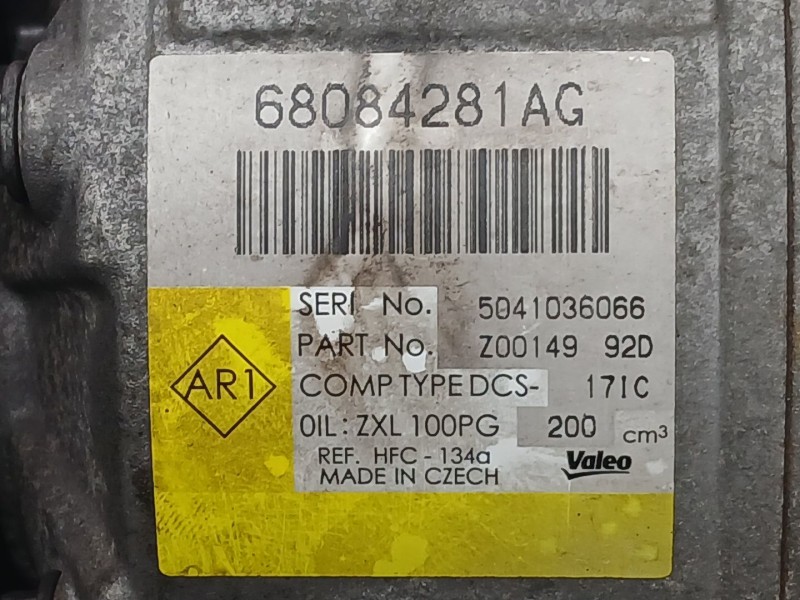 68084281AG
SERI No. 5041036066
PART No. Z00149 92D
AR1
COMP TYPE DCS- 171C
OIL: ZXL 100PG 200 cm³
REF. HFC - 134a
MADE IN CZECH
Valeo